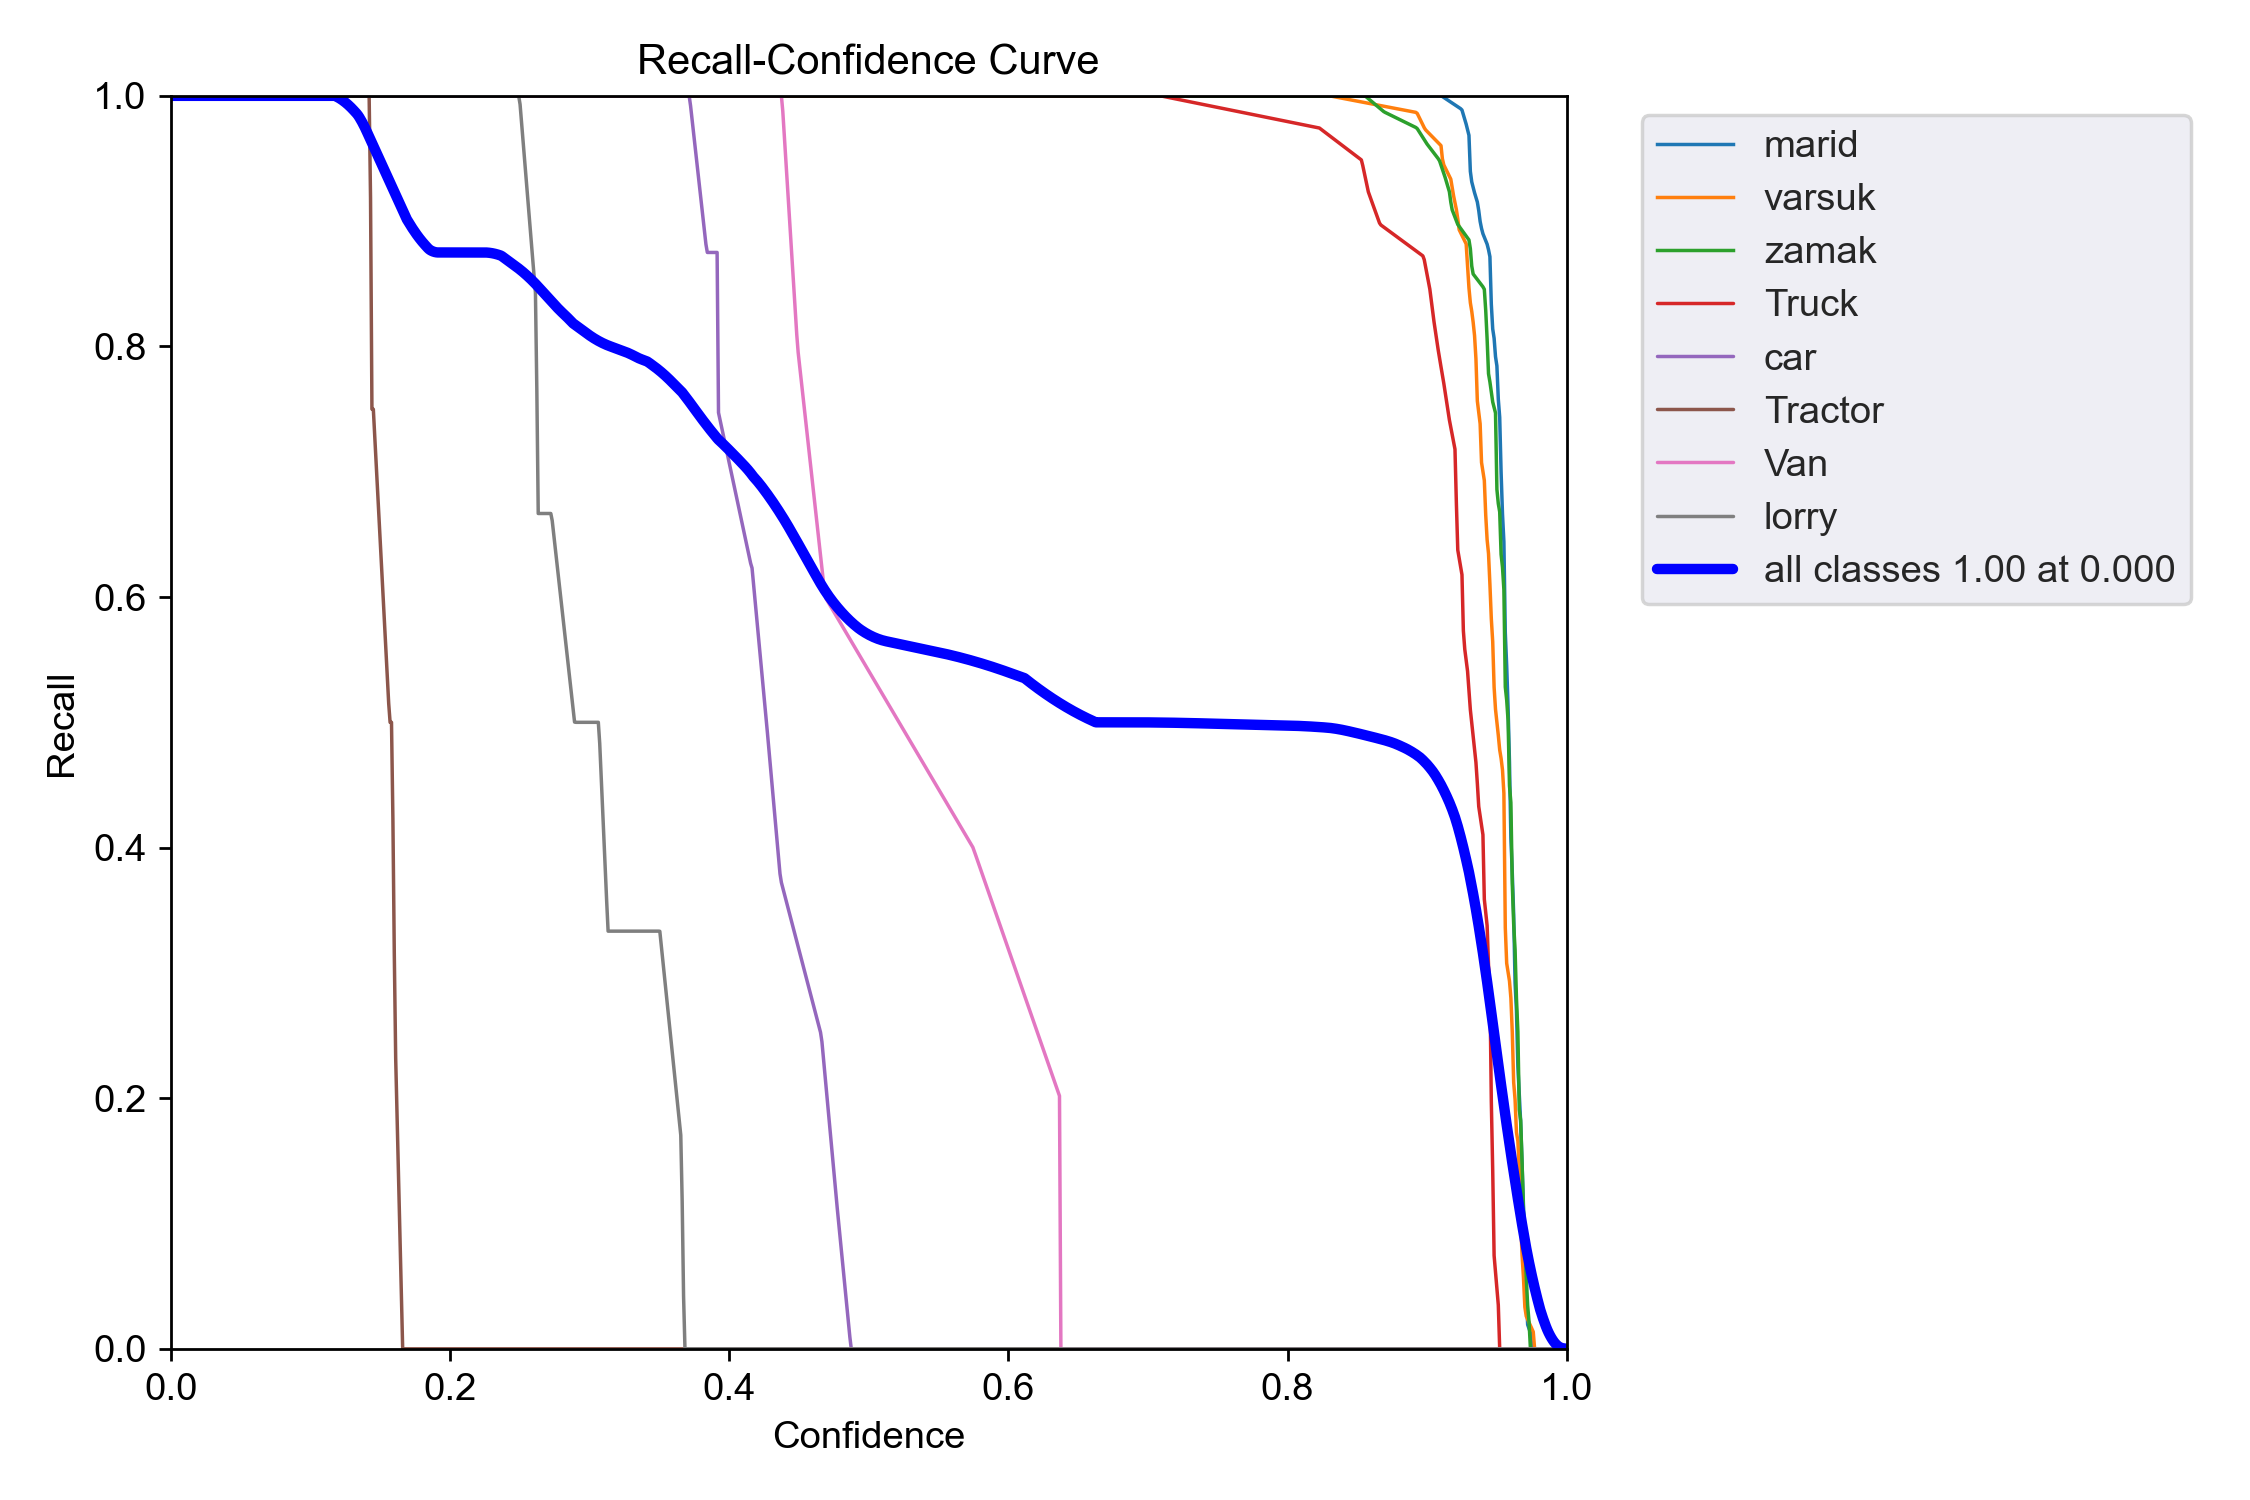 Recall-Confidence Curve
1.0
0.8
0.6
0.4
0.2
0.0
Recall
0.0 0.2 0.4 0.6 0.8 1.0
Confidence
marid
varsuk
zamak
Truck
car
Tractor
Van
lorry
all classes 1.00 at 0.000